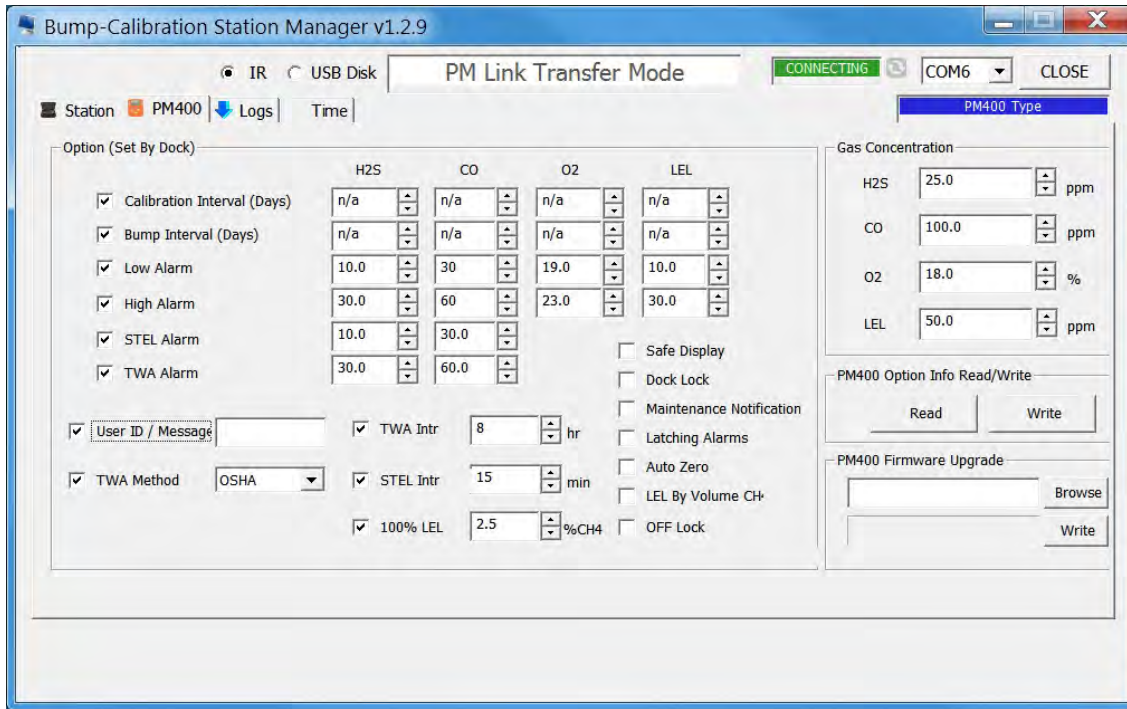 Bump-Calibration Station Manager v1.2.9
IR USB Disk PM Link Transfer Mode CONNECTING COM6 CLOSE
Station PM400 Logs Time PM400 Type
Option (Set By Dock)
H2S CO O2 LEL
Calibration Interval (Days) n/a n/a n/a n/a
Bump Interval (Days) n/a n/a n/a n/a
Low Alarm 10.0 30 19.0 10.0
High Alarm 30.0 60 23.0 30.0
STEL Alarm 10.0 30.0
TWA Alarm 30.0 60.0
Safe Display
Dock Lock
Maintenance Notification
Latching Alarms
Auto Zero
LEL By Volume CH
OFF Lock
User ID / Message
TWA Method OSHA
TWA Intr 8 hr
STEL Intr 15 min
100% LEL 2.5 %CH4
Gas Concentration
H2S 25.0 ppm
CO 100.0 ppm
O2 18.0 %
LEL 50.0 ppm
PM400 Option Info Read/Write
Read Write
PM400 Firmware Upgrade
Browse
Write